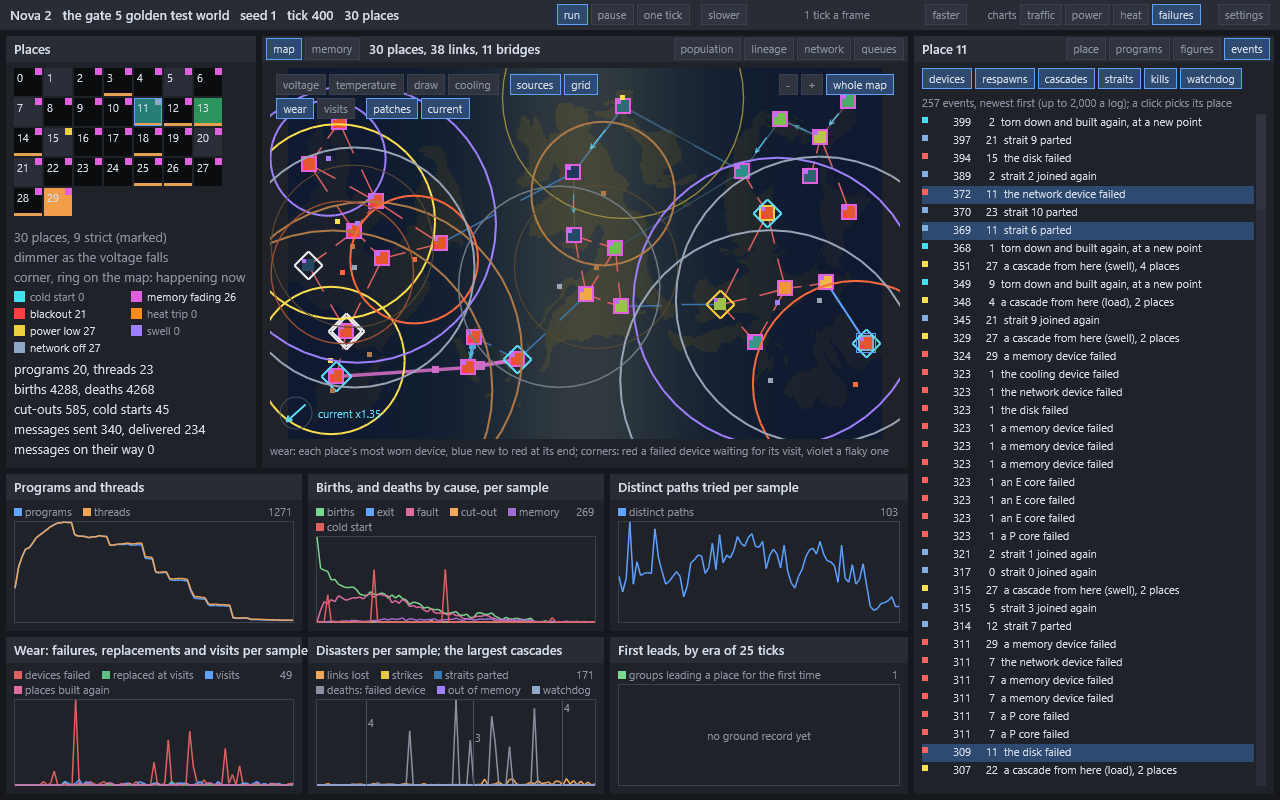 Nova 2 the gate 5 golden test world seed 1 tick 400 30 places
run pause one tick slower 1 tick a frame faster charts traffic power heat failures settings
Places
0 1 2 3 4 5 6
7 8 9 10 11 12 13
14 15 16 17 18 19 20
21 22 23 24 25 26 27
28 29
30 places, 9 strict (marked)
dimmer as the voltage falls
corner, ring on the map: happening now
cold start 0 memory fading 26
blackout 21 heat trip 0
power low 27 swell 0
network off 27
programs 20, threads 23
births 4288, deaths 4268
cut-outs 585, cold starts 45
messages sent 340, delivered 234
messages on their way 0
map memory 30 places, 38 links, 11 bridges population lineage network queues
voltage temperature draw cooling sources grid - + whole map
wear visits patches current
current x1.35
wear: each place's most worn device, blue new to red at its end; corners: red a failed device waiting for its visit, violet a flaky one
Programs and threads
programs threads 1271
Births, and deaths by cause, per sample
births exit fault cut-out memory 269
cold start
Distinct paths tried per sample
distinct paths 103
Wear: failures, replacements and visits per sample
devices failed replaced at visits visits 49
places built again
Disasters per sample; the largest cascades
links lost strikes straits parted 171
deaths: failed device out of memory watchdog
4
3
4
First leads, by era of 25 ticks
groups leading a place for the first time 1
no ground record yet
Place 11 place programs figures events
devices respawns cascades straits kills watchdog
257 events, newest first (up to 2,000 a log); a click picks its place
399 2 torn down and built again, at a new point
397 21 strait 9 parted
394 15 the disk failed
389 2 strait 2 joined again
372 11 the network device failed
370 23 strait 10 parted
369 11 strait 6 parted
368 1 torn down and built again, at a new point
351 27 a cascade from here (swell), 4 places
349 9 torn down and built again, at a new point
348 4 a cascade from here (load), 2 places
345 21 strait 9 joined again
329 27 a cascade from here (swell), 2 places
324 29 a memory device failed
323 1 the cooling device failed
323 1 the network device failed
323 1 the disk failed
323 1 a memory device failed
323 1 a memory device failed
323 1 a memory device failed
323 1 an E core failed
323 1 an E core failed
323 1 an E core failed
323 1 a P core failed
321 2 strait 1 joined again
317 0 strait 0 joined again
315 27 a cascade from here (swell), 2 places
315 5 strait 3 joined again
314 12 strait 7 parted
311 29 a memory device failed
311 7 the network device failed
311 7 a memory device failed
311 7 a memory device failed
311 7 a P core failed
311 7 a P core failed
309 11 the disk failed
307 22 a cascade from here (load), 2 places